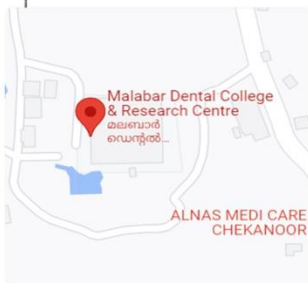 Malabar Dental College
& Research Centre
മലബാർ
ഡെന്റൽ...
ALNAS MEDI CARE
CHEKANOOR